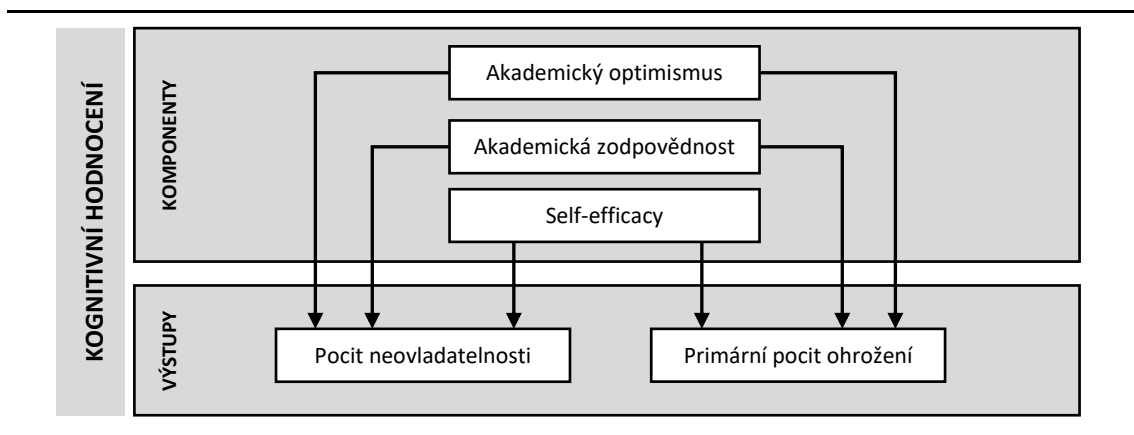 KOGNITIVNÍ HODNOCENÍ
KOMPONENTY
Akademický optimismus
Akademická zodpovědnost
Self-efficacy
VÝSTUPY
Pocit neovladatelnosti
Primární pocit ohrožení